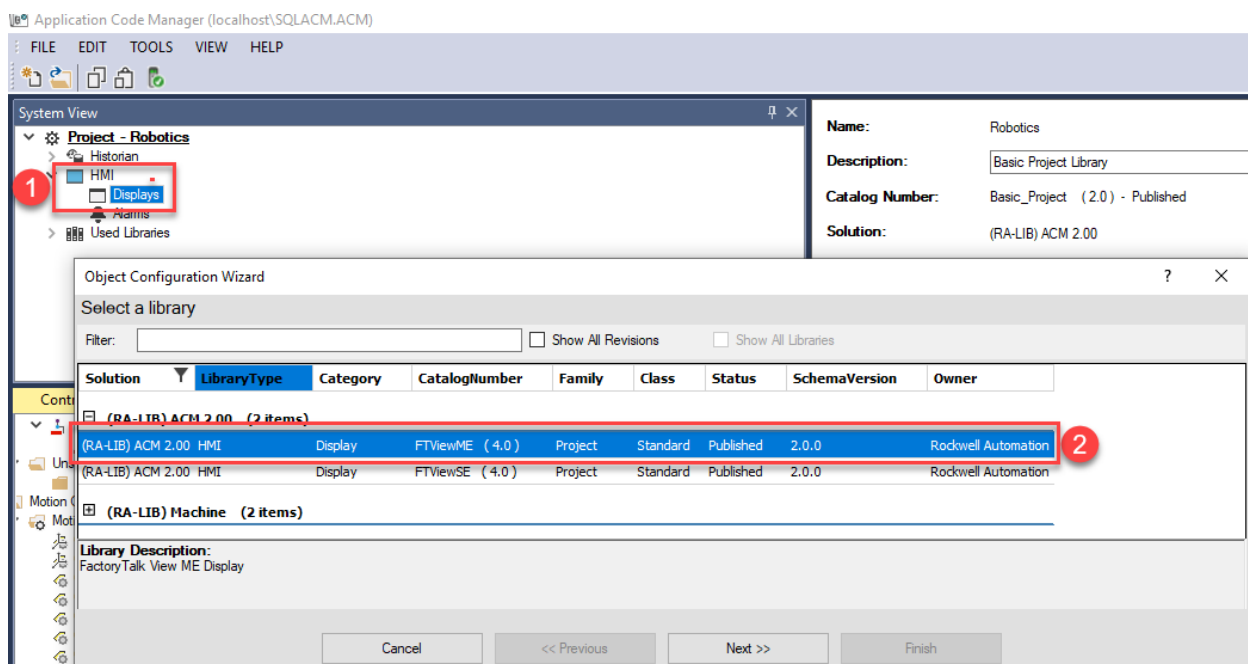 Application Code Manager (localhost\SQLACM.ACM)
FILE EDIT TOOLS VIEW HELP
System View
Project - Robotics
Historian
HMI
1
Displays
Alarms
Used Libraries
Name: Robotics
Description: Basic Project Library
Catalog Number: Basic_Project (2.0) - Published
Solution: (RA-LIB) ACM 2.00
Object Configuration Wizard
? X
Select a library
Filter: Show All Revisions Show All Libraries
Solution LibraryType Category CatalogNumber Family Class Status SchemaVersion Owner
(RA-LIB) ACM 2.00 (2 items)
(RA-LIB) ACM 2.00 HMI Display FTViewME (4.0) Project Standard Published 2.0.0 Rockwell Automation
2
(RA-LIB) ACM 2.00 HMI Display FTViewSE (4.0) Project Standard Published 2.0.0 Rockwell Automation
(RA-LIB) Machine (2 items)
Library Description:
FactoryTalk View ME Display
Cancel << Previous Next >> Finish
Contr
Uns
Motion
Mot